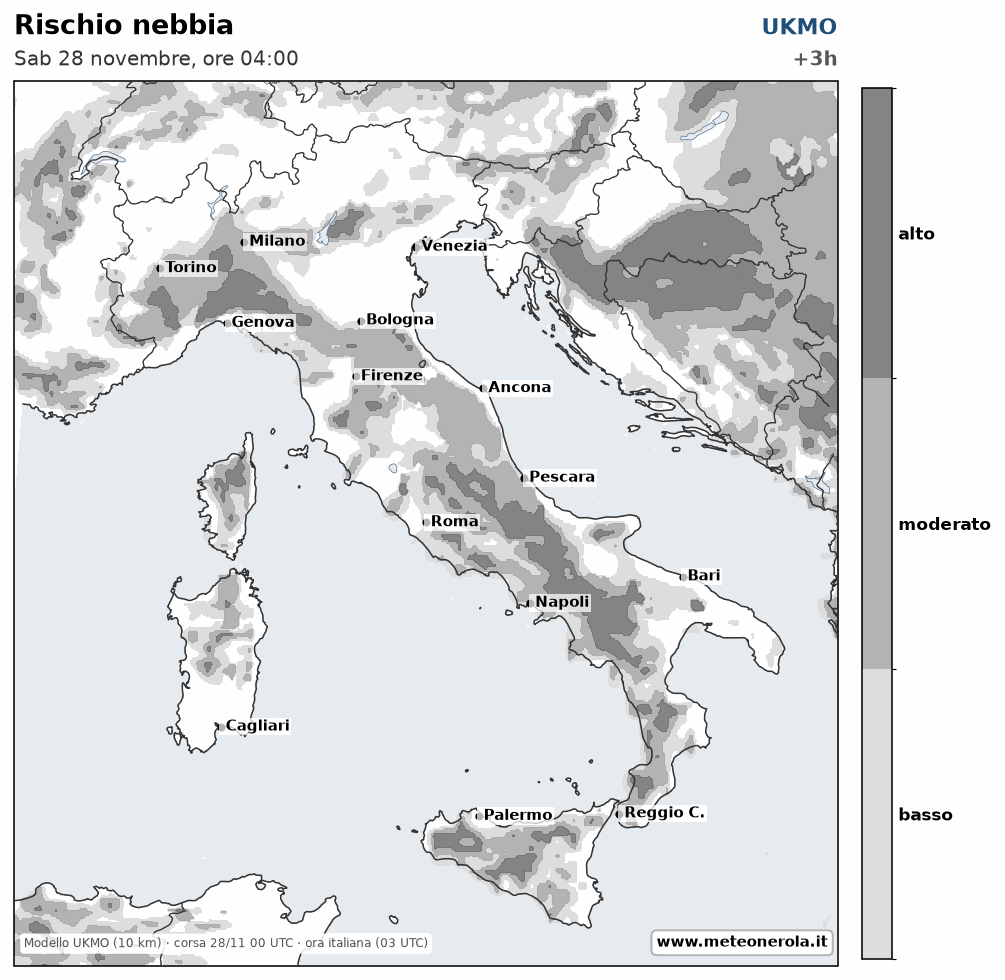 Rischio nebbia
UKMO
Sab 28 novembre, ore 04:00
+3h
Milano
Venezia
Torino
Genova
Bologna
Firenze
Ancona
Pescara
Roma
Bari
Napoli
Cagliari
Palermo
Reggio C.
alto
moderato
basso
Modello UKMO (10 km) · corsa 28/11 00 UTC · ora italiana (03 UTC)
www.meteonerola.it